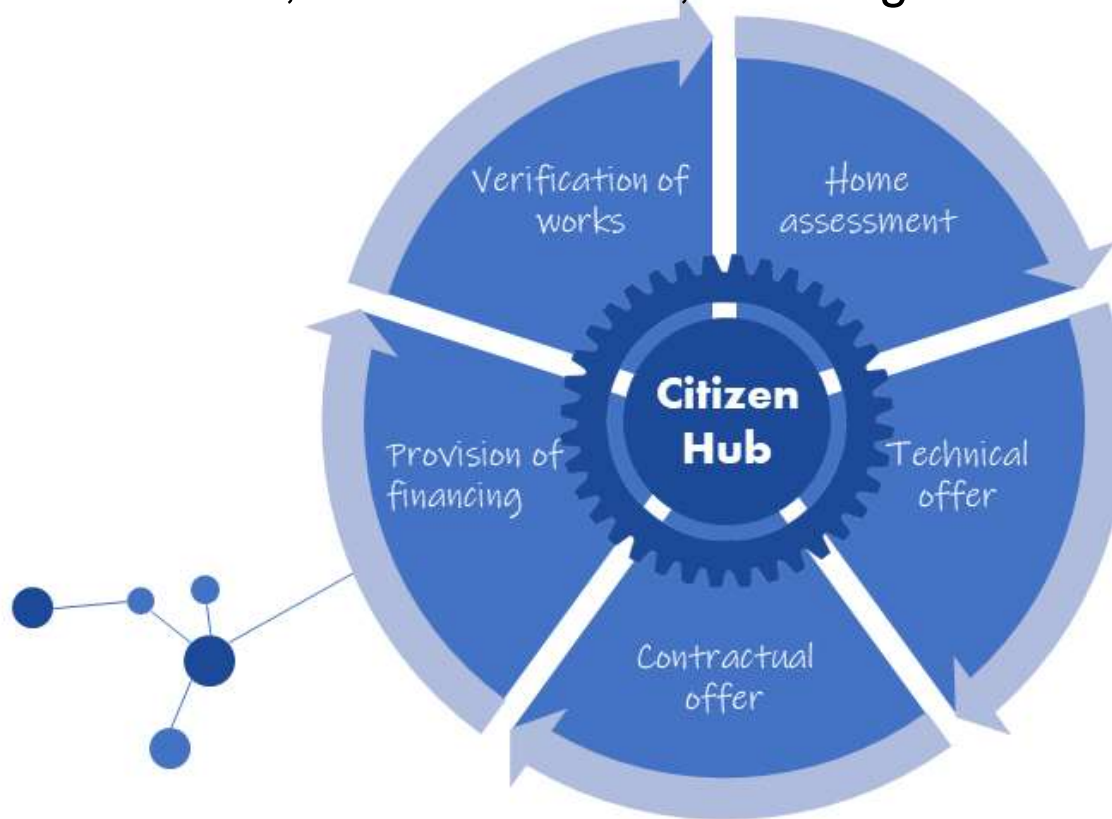 Home
assessment
Technical
offer
Contractual
offer
Provision of
financing
Verification of
works
Citizen
Hub